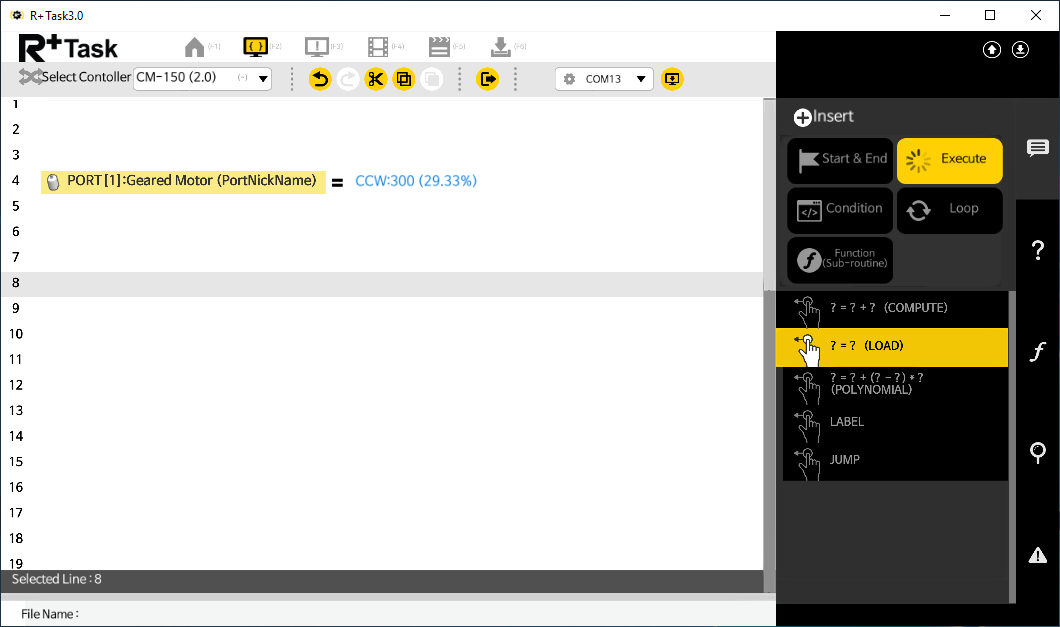 R+ Task3.0
R+Task
(F1)
(F2)
(F3)
(F4)
(F5)
(F6)
Select Contoller
CM-150 (2.0)
(-)
COM13
1
2
3
4
PORT[1]:Geared Motor (PortNickName) = CCW:300 (29.33%)
5
6
7
8
9
10
11
12
13
14
15
16
17
18
19
Selected Line : 8
File Name :
Insert
Start & End
Execute
Condition
Loop
Function
(Sub-routine)
? = ? + ? (COMPUTE)
? = ? (LOAD)
? = ? + (? - ?) * ?
(POLYNOMIAL)
LABEL
JUMP